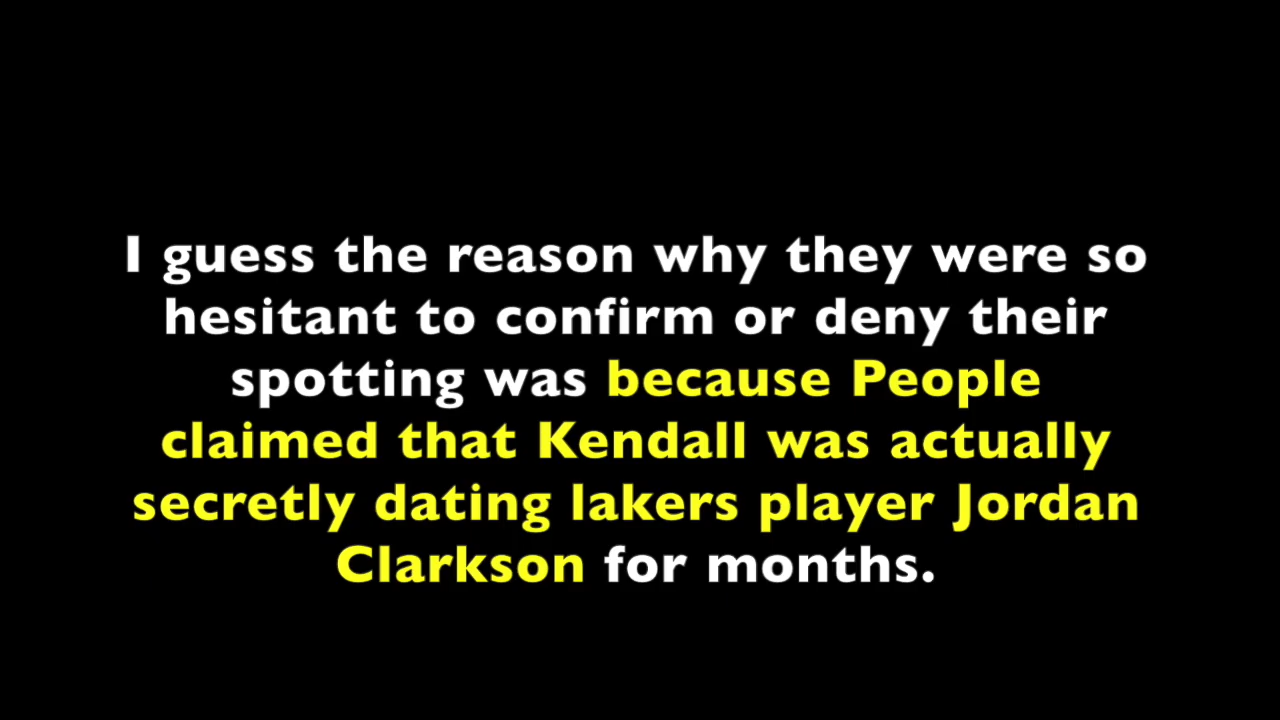 I guess the reason why they were so
hesitant to confirm or deny their
spotting was because People
claimed that Kendall was actually
secretly dating lakers player Jordan
Clarkson for months.